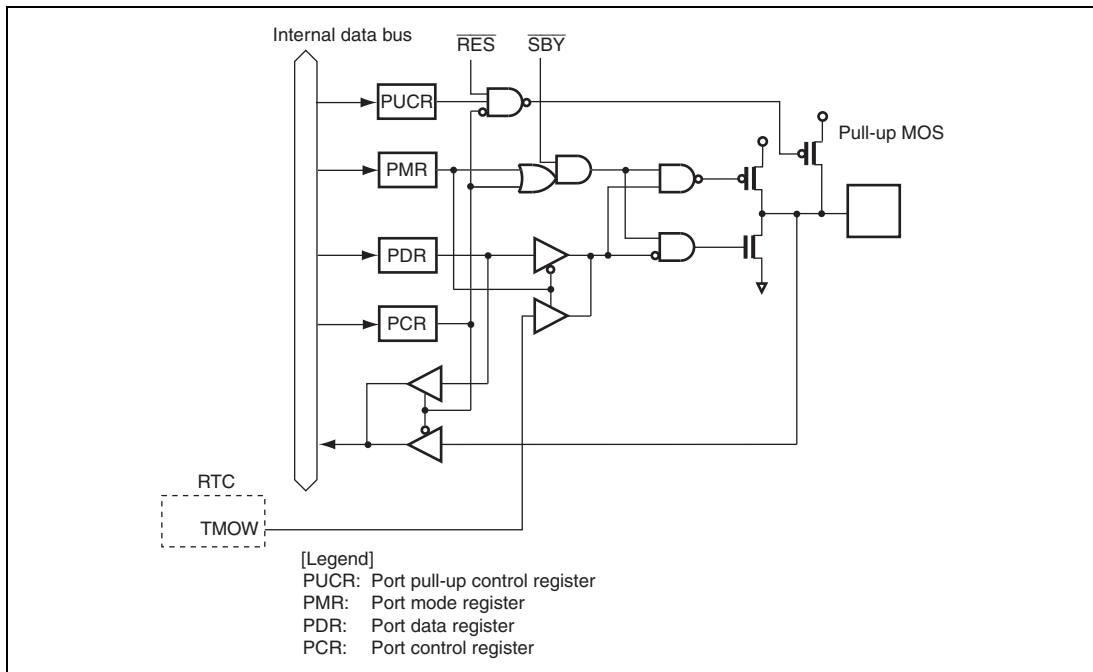 Internal data bus
RES
SBY
PUCR
Pull-up MOS
PMR
PDR
PCR
RTC
TMOW
[Legend]
PUCR: Port pull-up control register
PMR: Port mode register
PDR: Port data register
PCR: Port control register